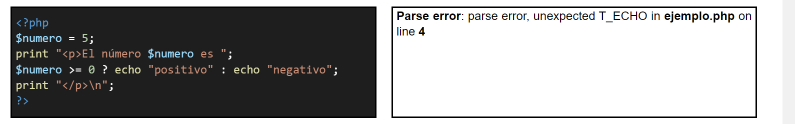 <?php
$numero = 5;
print "<p>El número $numero es ";
$numero >= 0 ? echo "positivo" : echo "negativo";
print "</p>\n";
?>
Parse error: parse error, unexpected T_ECHO in ejemplo.php on
line 4